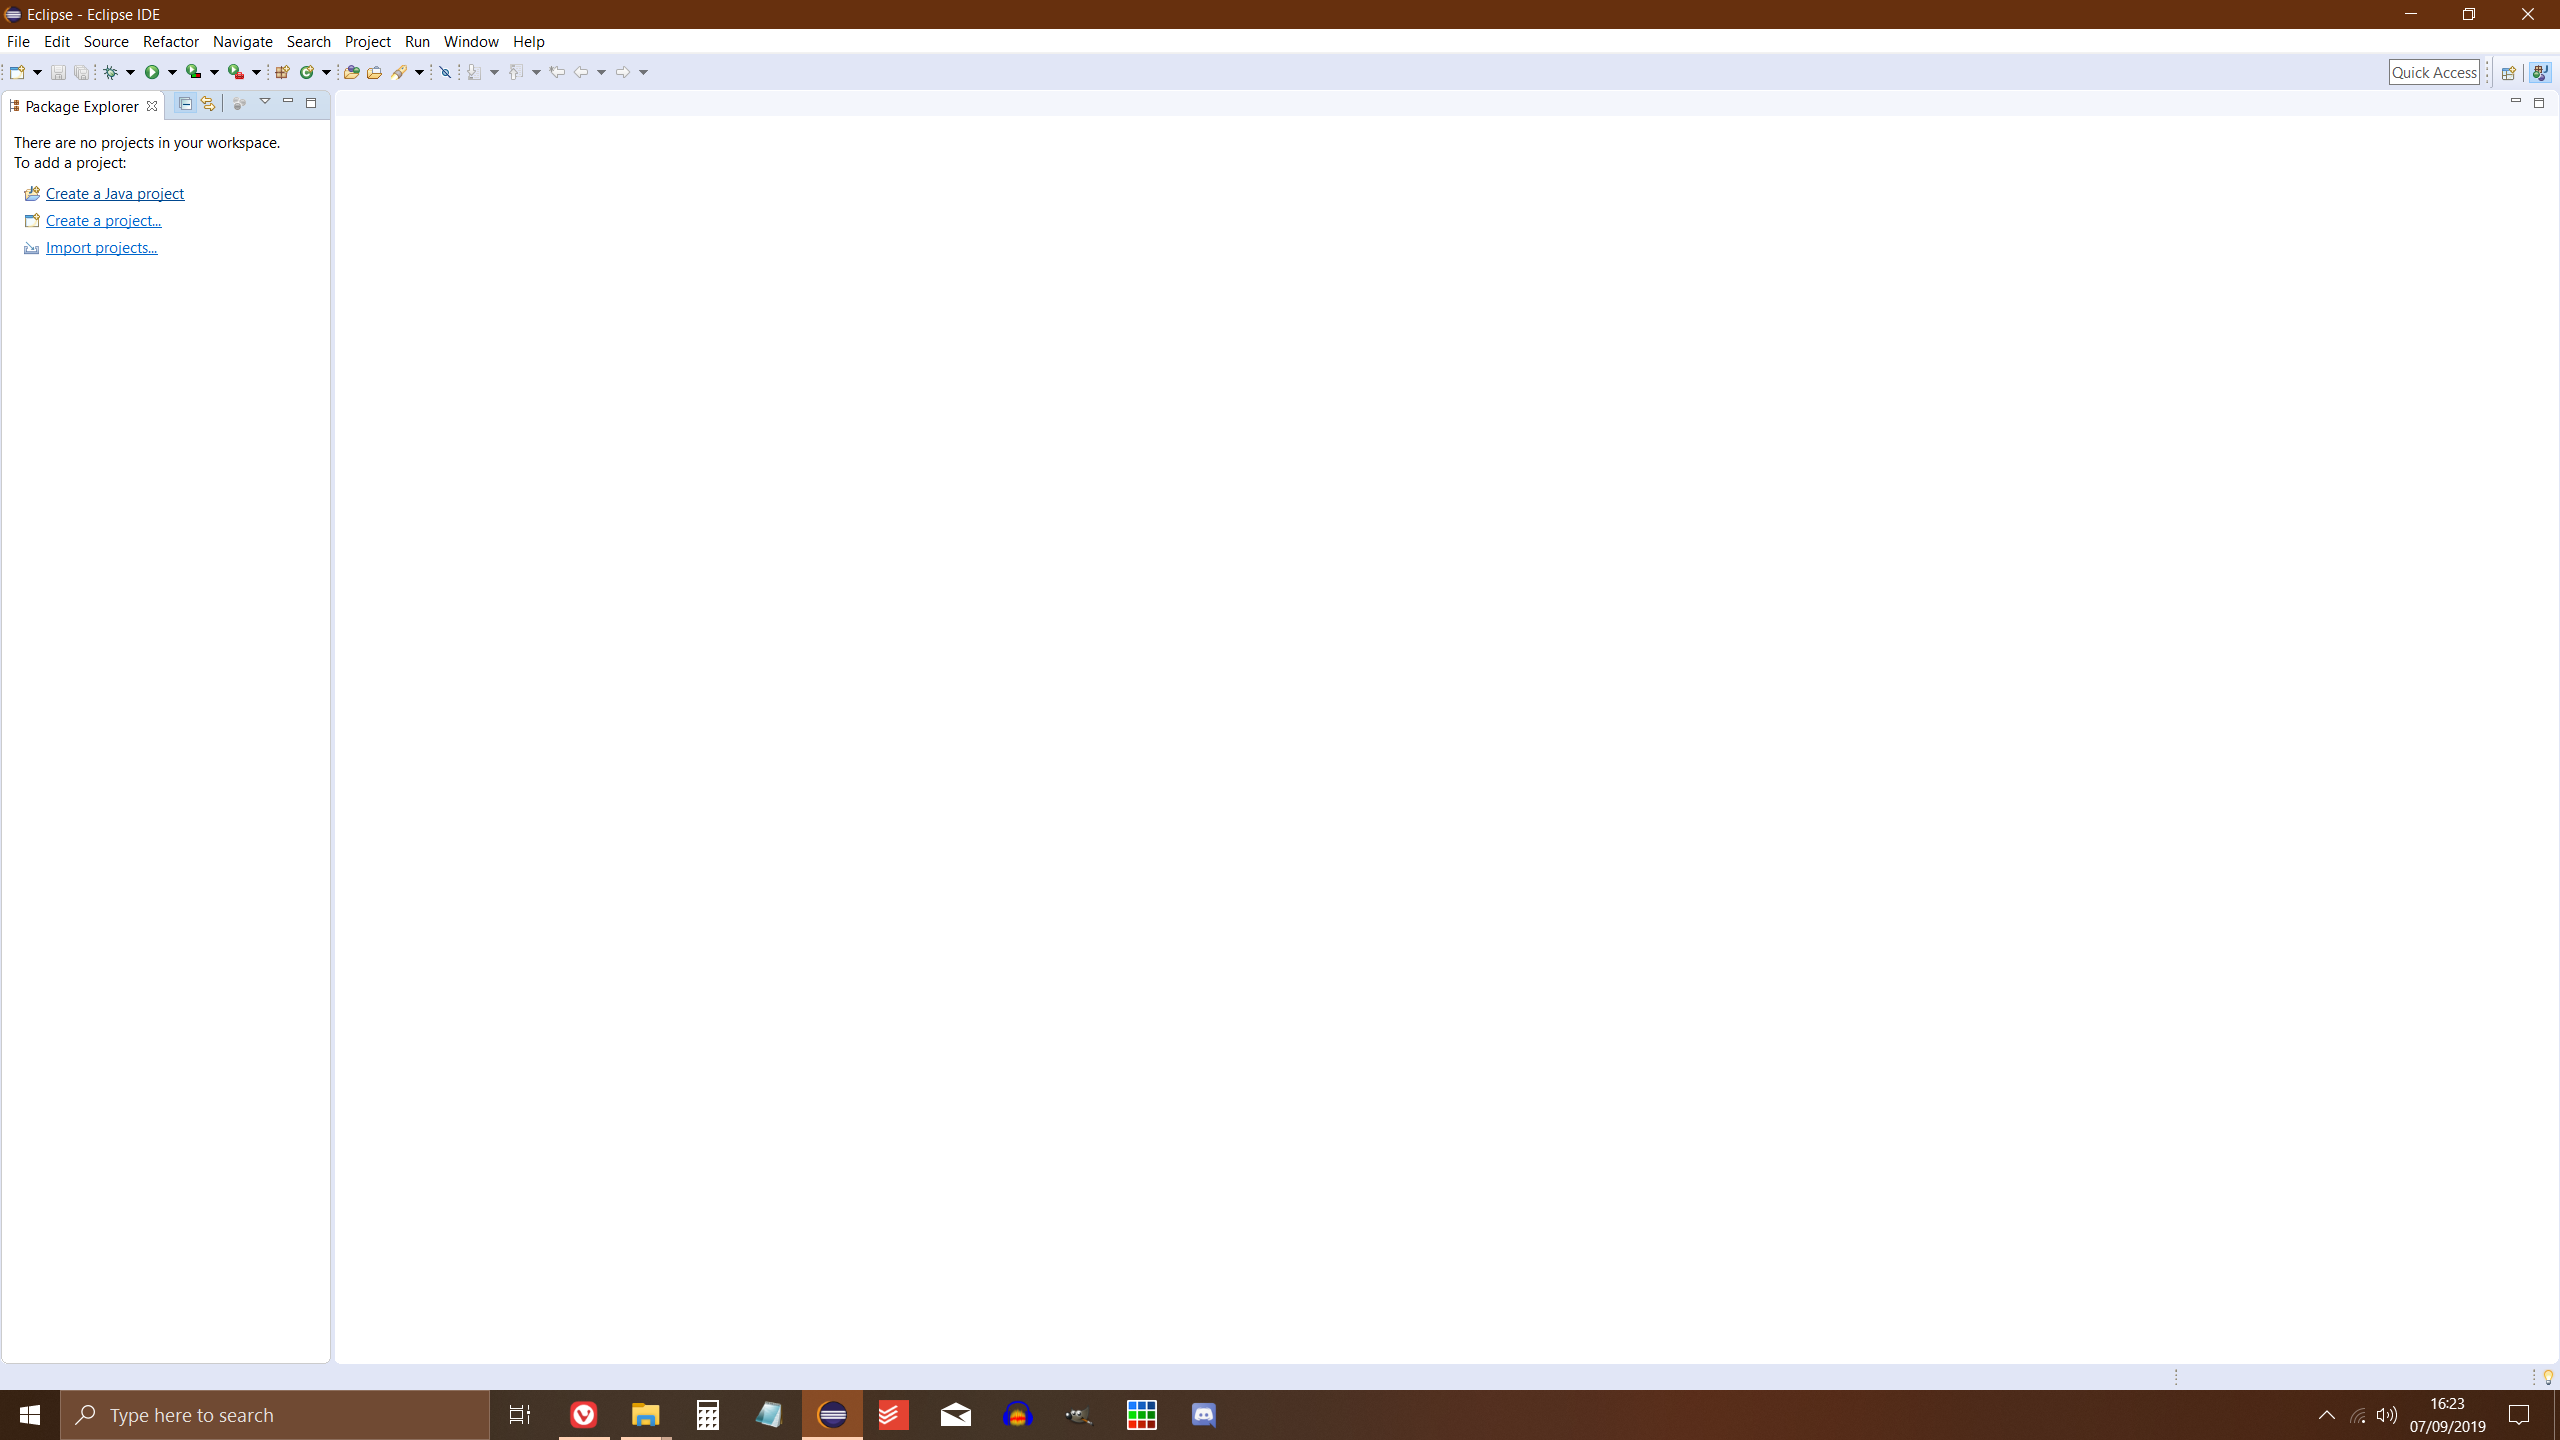 Eclipse - Eclipse IDE
File Edit Source Refactor Navigate Search Project Run Window Help
Quick Access
Package Explorer
There are no projects in your workspace.
To add a project:
Create a Java project
Create a project...
Import projects...
Type here to search
16:23
07/09/2019